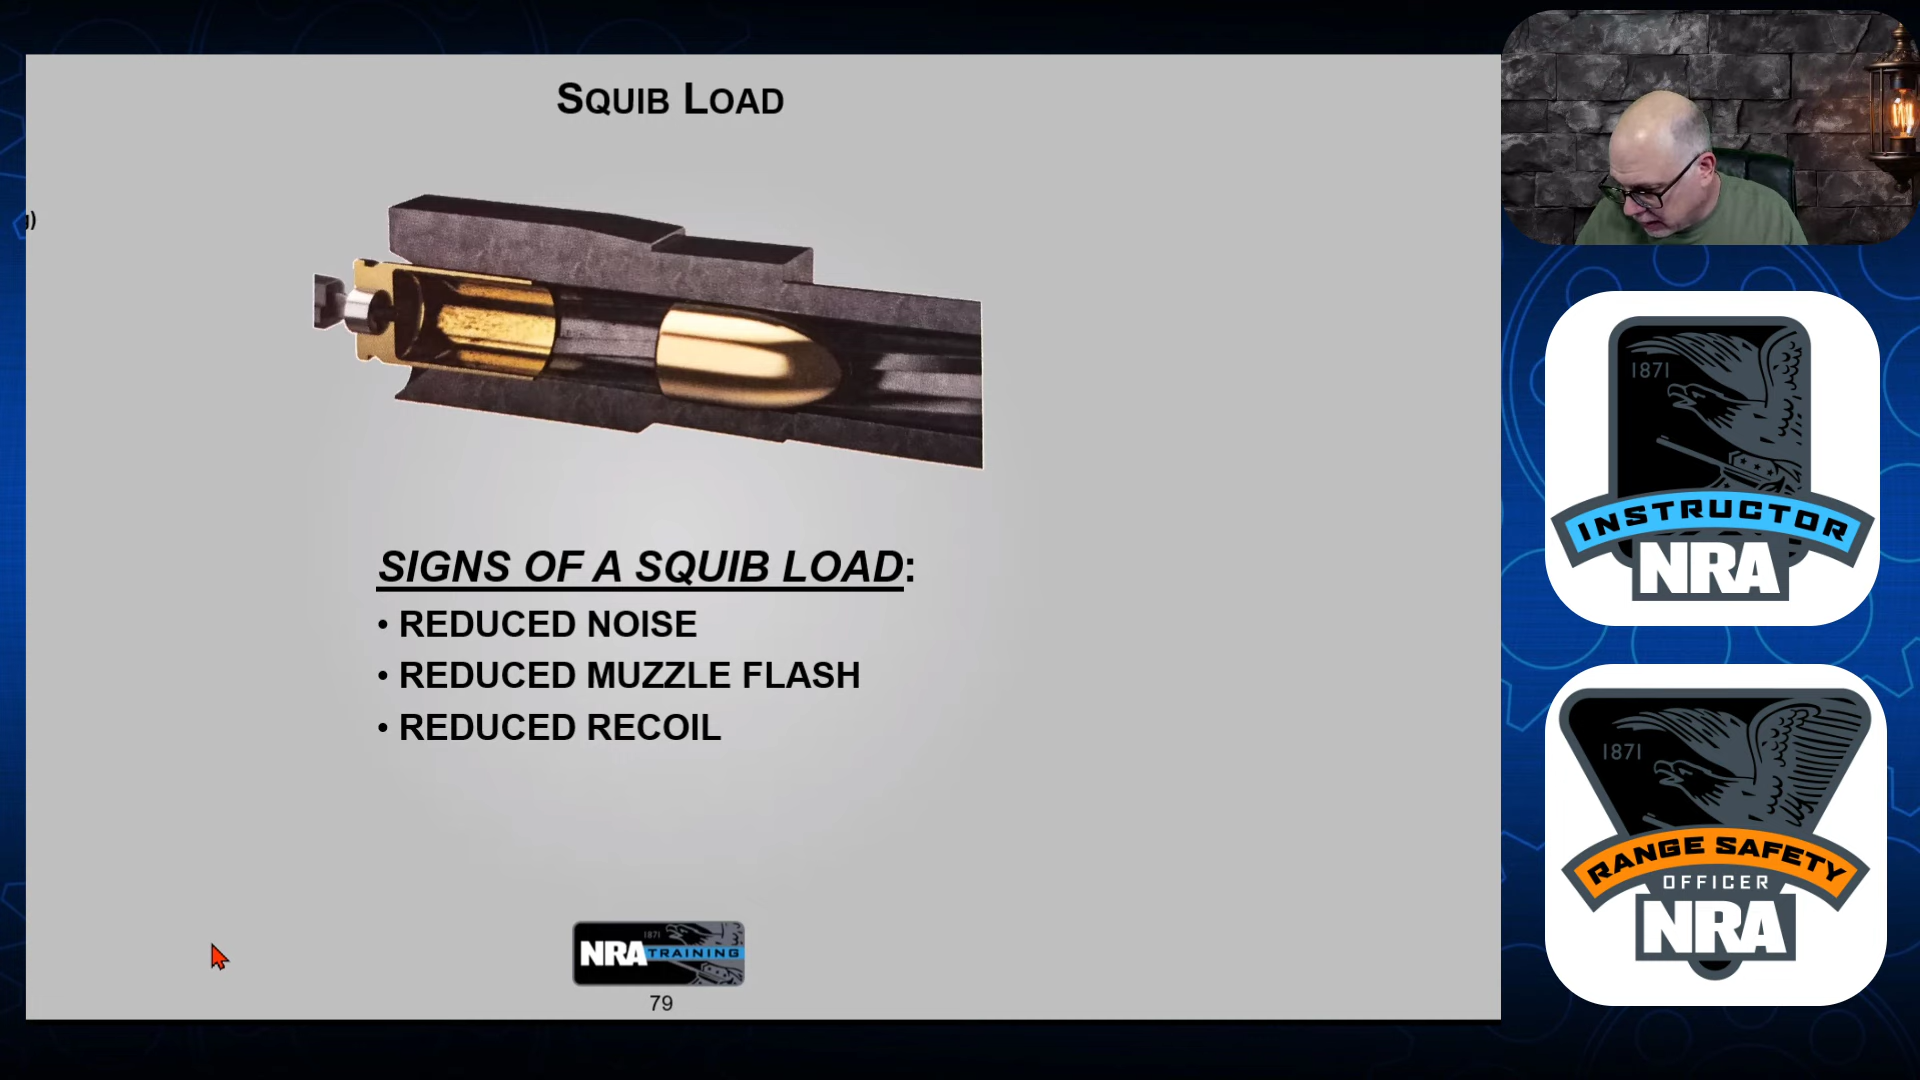 SQUIB LOAD
SIGNS OF A SQUIB LOAD:
• REDUCED NOISE
• REDUCED MUZZLE FLASH
• REDUCED RECOIL
1871
NRA TRAINING
79
1871
INSTRUCTOR
NRA
1871
RANGE SAFETY
OFFICER
NRA